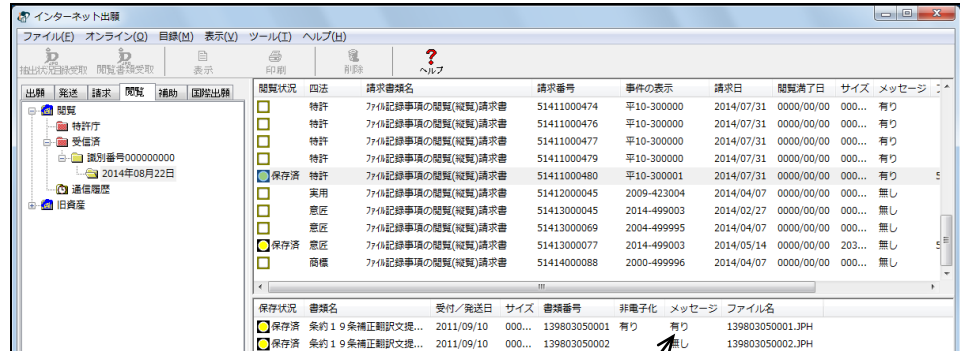 インターネット出願
ファイル(F) オンライン(O) 目録(M) 表示(V) ツール(T) ヘルプ(H)
閲覧書類受取 表示 印刷 削除 ヘルプ
出願 発送 請求 閲覧 補助 国際出願
閲覧
特許庁
受信済
識別番号000000000
2014年08月22日
通信履歴
旧資産
閲覧状況 四法 請求書類名 請求番号 事件の表示 請求日 閲覧満了日 サイズ メッセージ
特許 ファイル記録事項の閲覧(縦覧)請求書 51411000474 平10-300000 2014/07/31 0000/00/00 000... 有り
特許 ファイル記録事項の閲覧(縦覧)請求書 51411000476 平10-300000 2014/07/31 0000/00/00 000... 有り
特許 ファイル記録事項の閲覧(縦覧)請求書 51411000477 平10-300000 2014/07/31 0000/00/00 000... 有り
特許 ファイル記録事項の閲覧(縦覧)請求書 51411000479 平10-300000 2014/07/31 0000/00/00 000... 有り
保存済 特許 ファイル記録事項の閲覧(縦覧)請求書 51411000480 平10-300001 2014/07/31 0000/00/00 000... 有り 5
実用 ファイル記録事項の閲覧(縦覧)請求書 51412000045 2009-423004 2014/04/07 0000/00/00 000... 無し
意匠 ファイル記録事項の閲覧(縦覧)請求書 51413000045 2014-499003 2014/02/27 0000/00/00 000... 無し
意匠 ファイル記録事項の閲覧(縦覧)請求書 51413000069 2004-499995 2014/04/07 0000/00/00 000... 無し
保存済 意匠 ファイル記録事項の閲覧(縦覧)請求書 51413000077 2014-499003 2014/05/14 0000/00/00 203... 無し 5
商標 ファイル記録事項の閲覧(縦覧)請求書 51414000088 2000-499996 2014/04/07 0000/00/00 000... 無し
保存状況 書類名 受付/発送日 サイズ 書類番号 非電子化 メッセージ ファイル名
保存済 条約19条補正翻訳文提... 2011/09/10 000... 139803050001 有り 有り 139803050001.JPH
保存済 条約19条補正翻訳文提... 2011/09/10 000... 139803050002 無し 139803050002.JPH